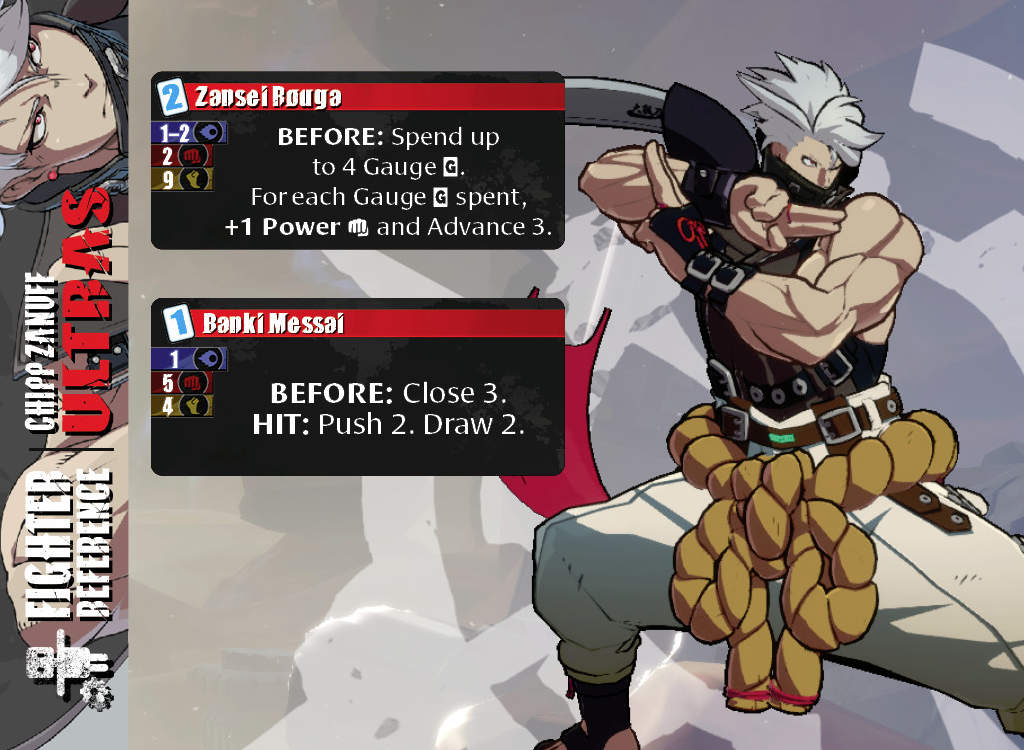 2 Zansei Rouga
1-2
2
9
BEFORE: Spend up
to 4 Gauge G.
For each Gauge G spent,
+1 Power and Advance 3.
1 Banki Messai
1
5
4
BEFORE: Close 3.
HIT: Push 2. Draw 2.
FIGHTER
REFERENCE
CHIPP ZANUFF
ULTRAS